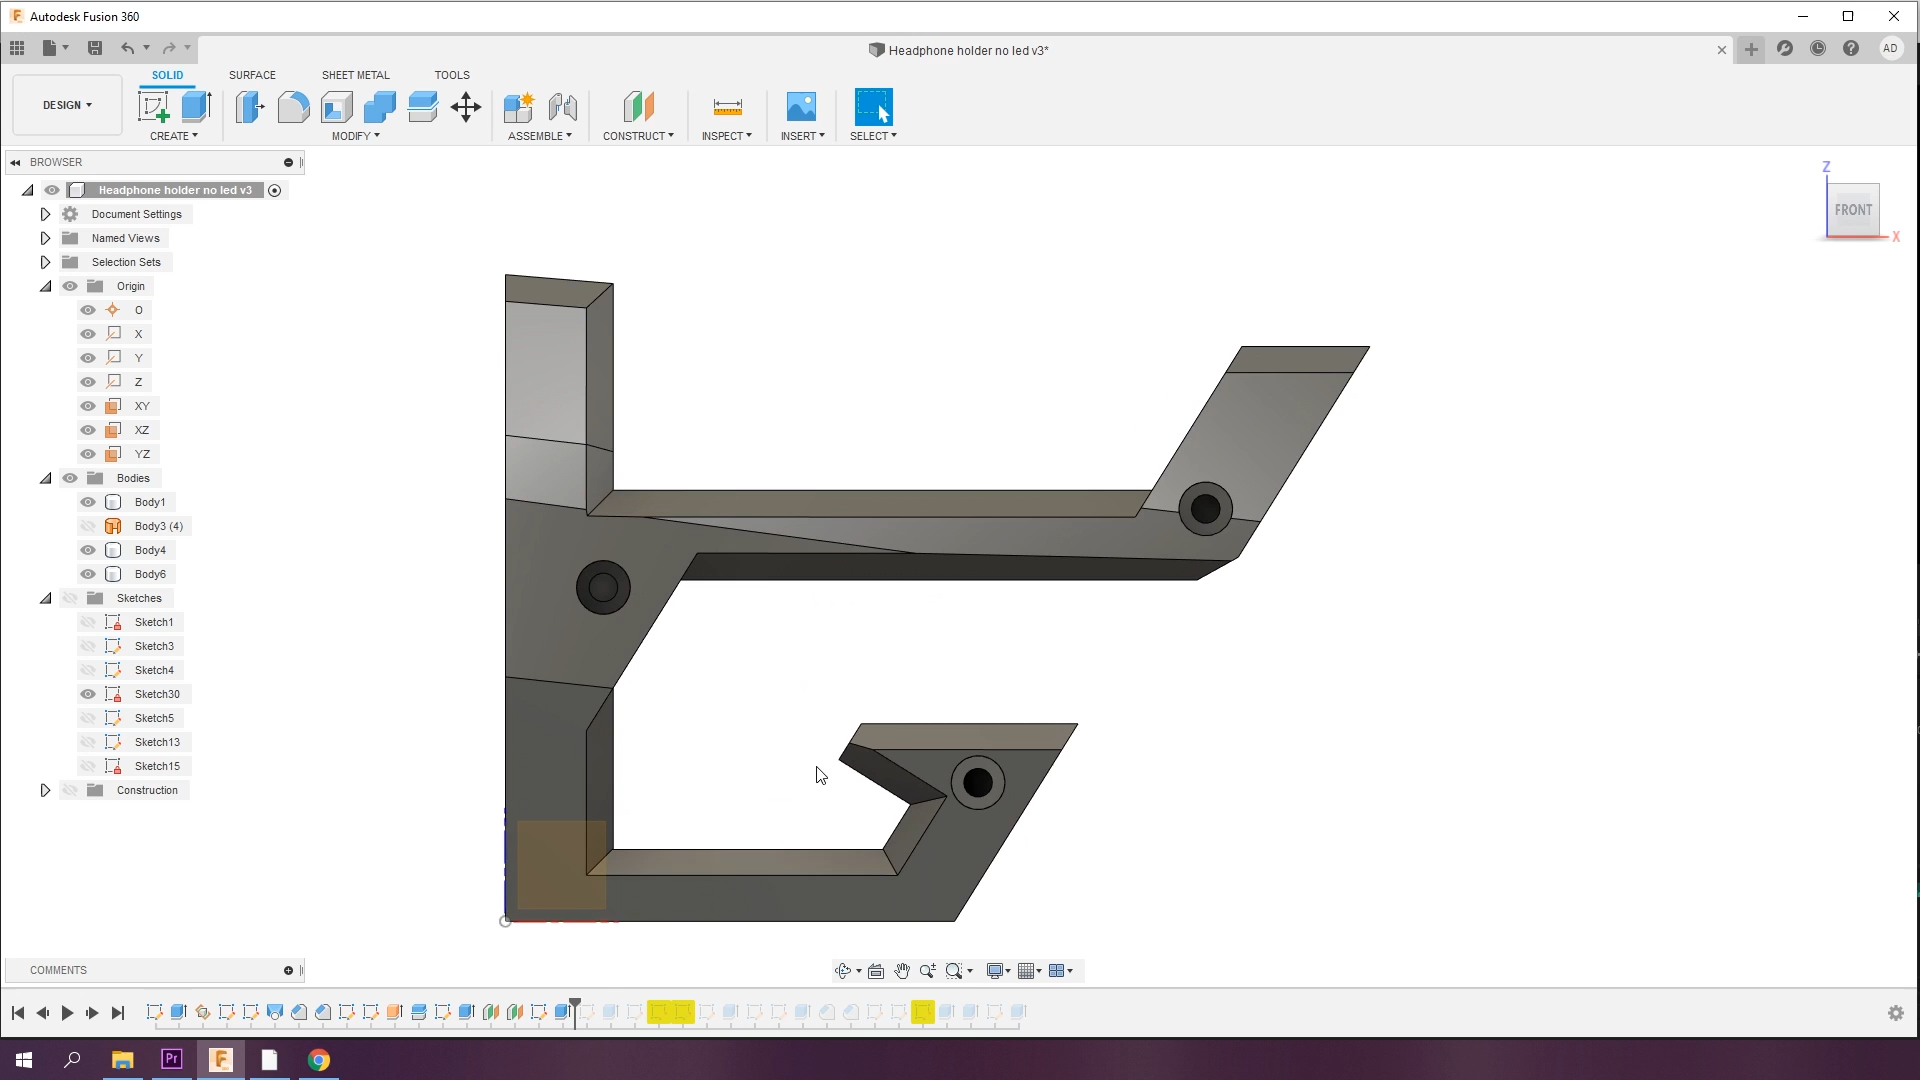 Autodesk Fusion 360
Headphone holder no led v3*
AD
DESIGN
SOLID
SURFACE
SHEET METAL
TOOLS
CREATE
MODIFY
ASSEMBLE
CONSTRUCT
INSPECT
INSERT
SELECT
BROWSER
Headphone holder no led v3
Document Settings
Named Views
Selection Sets
Origin
O
X
Y
Z
XY
XZ
YZ
Bodies
Body1
Body3 (4)
Body4
Body6
Sketches
Sketch1
Sketch3
Sketch4
Sketch30
Sketch5
Sketch13
Sketch15
Construction
Z
FRONT
X
COMMENTS
Pr
F